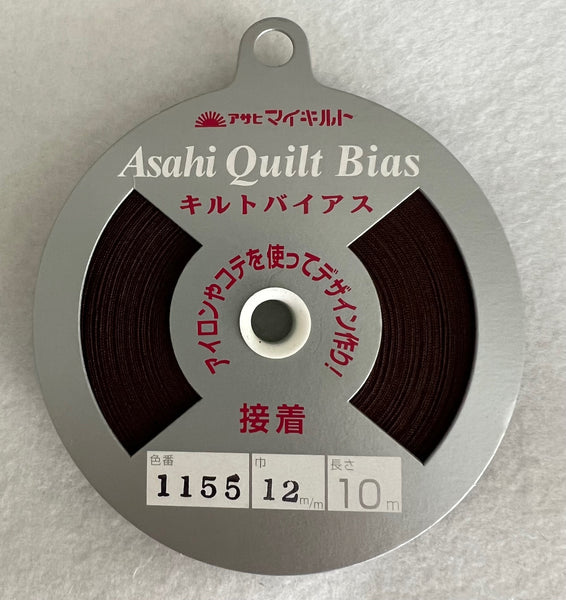 アサヒマイキルト
Asahi Quilt Bias
キルトバイアス
アイロンやコテを使ってデザイン作り!
接着
色番 巾 長さ
1155 12m/m 10m